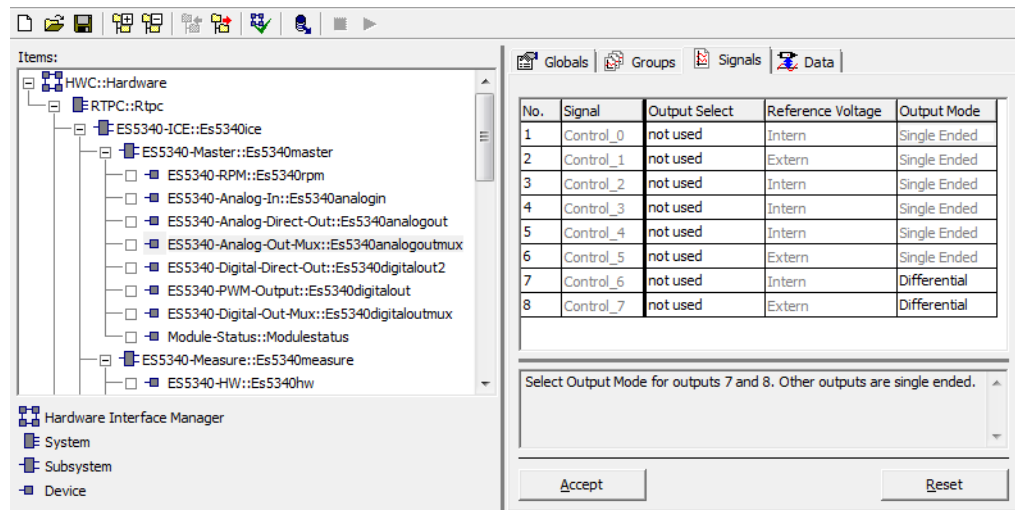 Items:
HWC::Hardware
RTPC::Rtpc
ES5340-ICE::Es5340ice
ES5340-Master::Es5340master
ES5340-RPM::Es5340rpm
ES5340-Analog-In::Es5340analogin
ES5340-Analog-Direct-Out::Es5340analogout
ES5340-Analog-Out-Mux::Es5340analogoutmux
ES5340-Digital-Direct-Out::Es5340digitalout2
ES5340-PWM-Output::Es5340digitalout
ES5340-Digital-Out-Mux::Es5340digitaloutmux
Module-Status::Modulestatus
ES5340-Measure::Es5340measure
ES5340-HW::Es5340hw
Hardware Interface Manager
System
Subsystem
Device
Globals Groups Signals Data
No. Signal Output Select Reference Voltage Output Mode
1 Control_0 not used Intern Single Ended
2 Control_1 not used Extern Single Ended
3 Control_2 not used Intern Single Ended
4 Control_3 not used Intern Single Ended
5 Control_4 not used Intern Single Ended
6 Control_5 not used Extern Single Ended
7 Control_6 not used Intern Differential
8 Control_7 not used Extern Differential
Select Output Mode for outputs 7 and 8. Other outputs are single ended.
Accept Reset